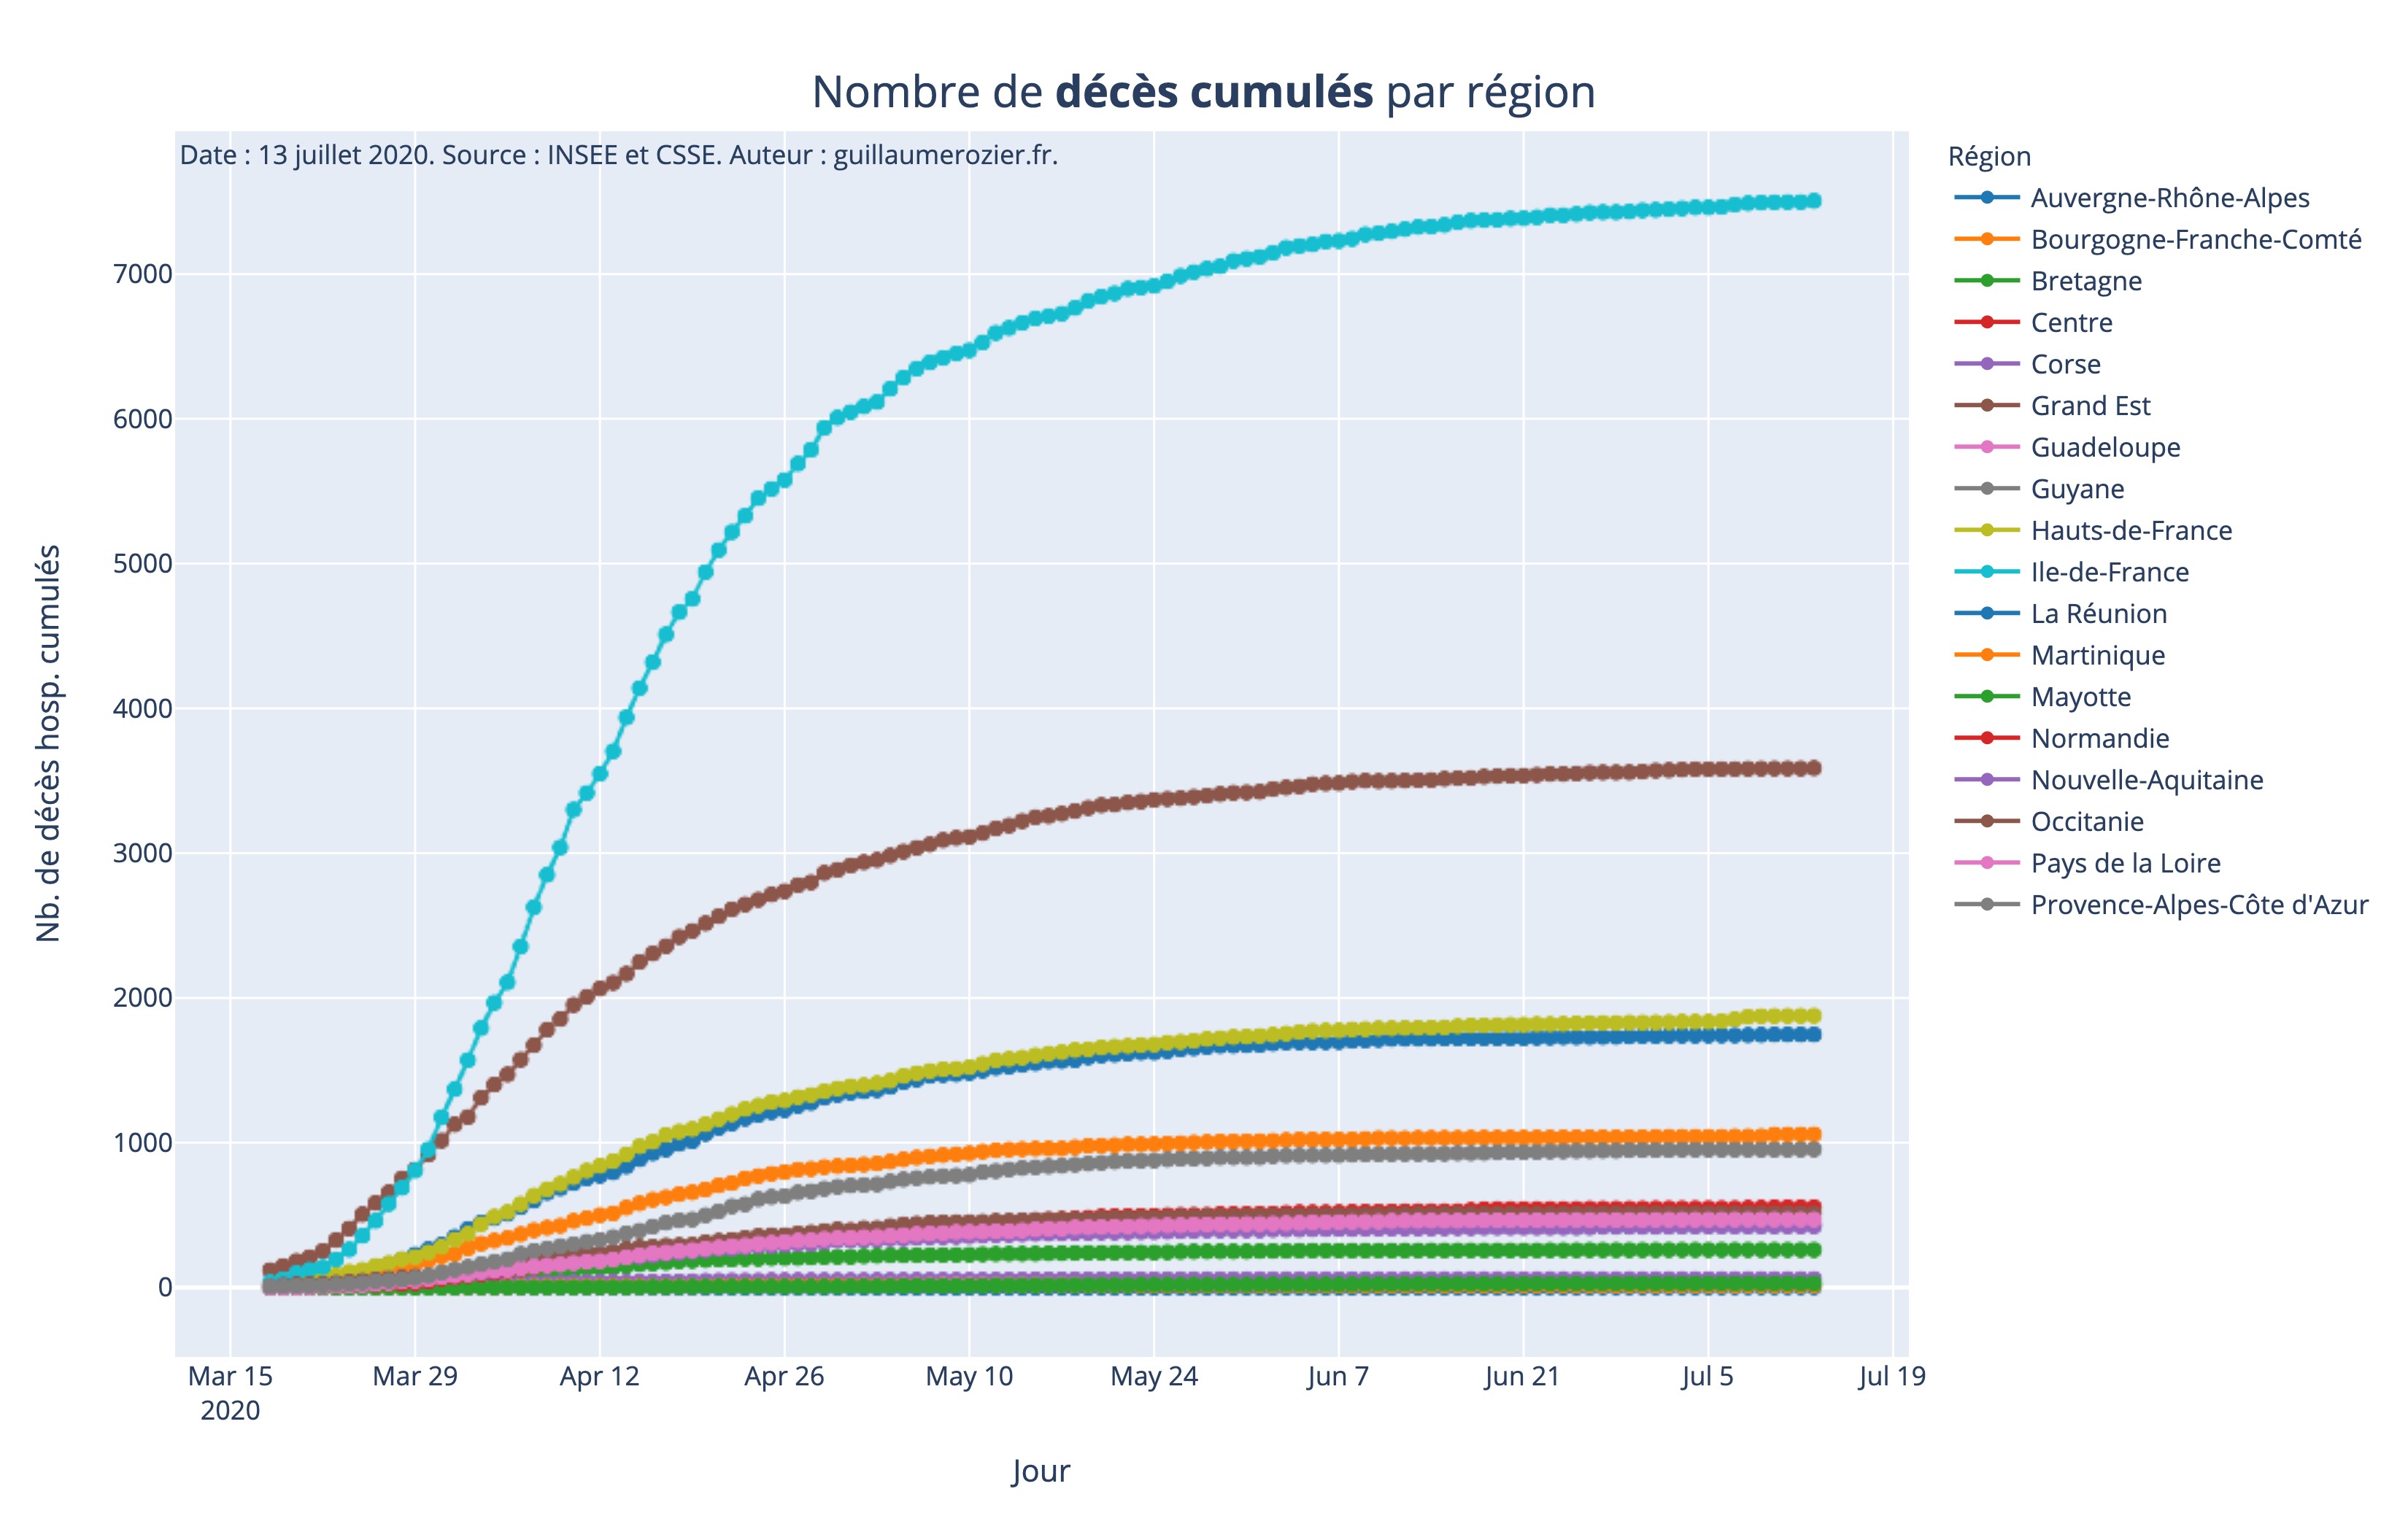 Nombre de décès cumulés par région
Date : 13 juillet 2020. Source : INSEE et CSSE. Auteur : guillaumerozier.fr.
Région
Auvergne-Rhône-Alpes
Bourgogne-Franche-Comté
Bretagne
Centre
Corse
Grand Est
Guadeloupe
Guyane
Hauts-de-France
Ile-de-France
La Réunion
Martinique
Mayotte
Normandie
Nouvelle-Aquitaine
Occitanie
Pays de la Loire
Provence-Alpes-Côte d'Azur
Nb. de décès hosp. cumulés
7000
6000
5000
4000
3000
2000
1000
0
Mar 15 Mar 29 Apr 12 Apr 26 May 10 May 24 Jun 7 Jun 21 Jul 5 Jul 19
2020
Jour